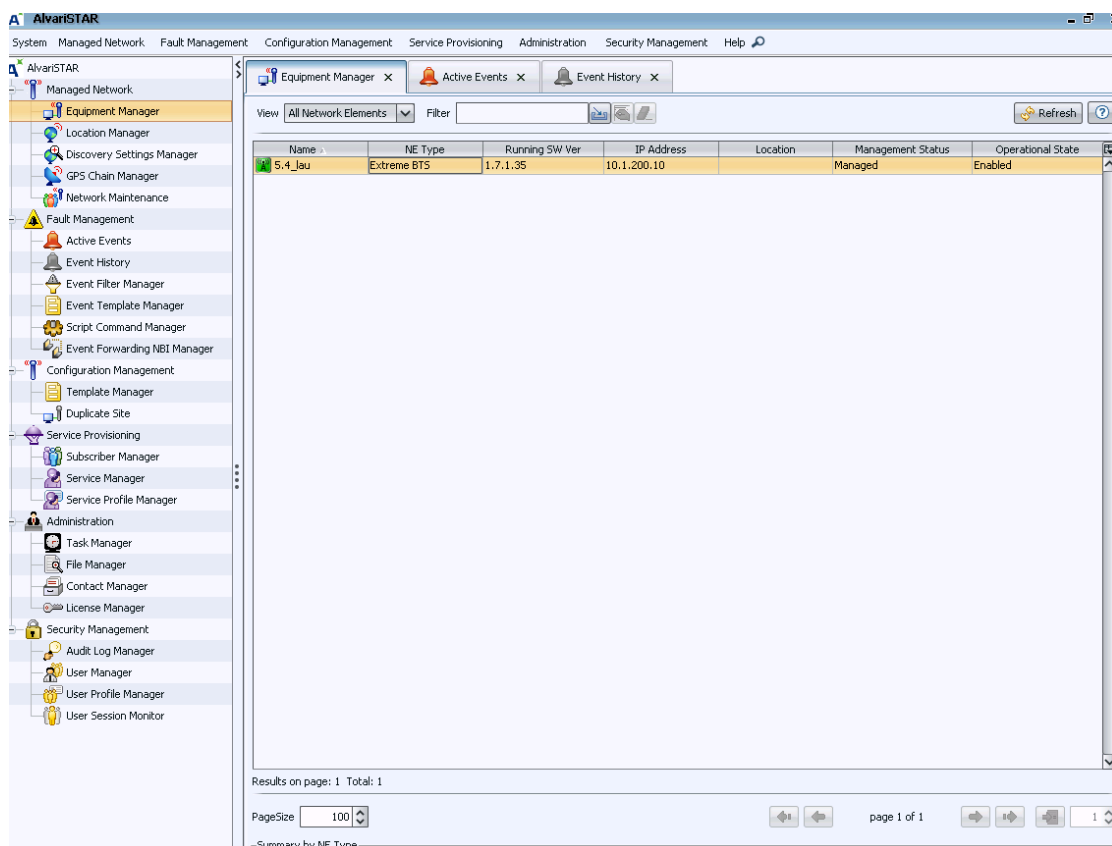 AlvariSTAR
System Managed Network Fault Management Configuration Management Service Provisioning Administration Security Management Help
AlvariSTAR
Managed Network
Equipment Manager
Location Manager
Discovery Settings Manager
GPS Chain Manager
Network Maintenance
Fault Management
Active Events
Event History
Event Filter Manager
Event Template Manager
Script Command Manager
Event Forwarding NBI Manager
Configuration Management
Template Manager
Duplicate Site
Service Provisioning
Subscriber Manager
Service Manager
Service Profile Manager
Administration
Task Manager
File Manager
Contact Manager
License Manager
Security Management
Audit Log Manager
User Manager
User Profile Manager
User Session Monitor
Equipment Manager Active Events Event History
View All Network Elements Filter Refresh
Name NE Type Running SW Ver IP Address Location Management Status Operational State
5.4_lau Extreme BTS 1.7.1.35 10.1.200.10 Managed Enabled
Results on page: 1 Total: 1
PageSize 100 page 1 of 1 1
Summary by NE Type